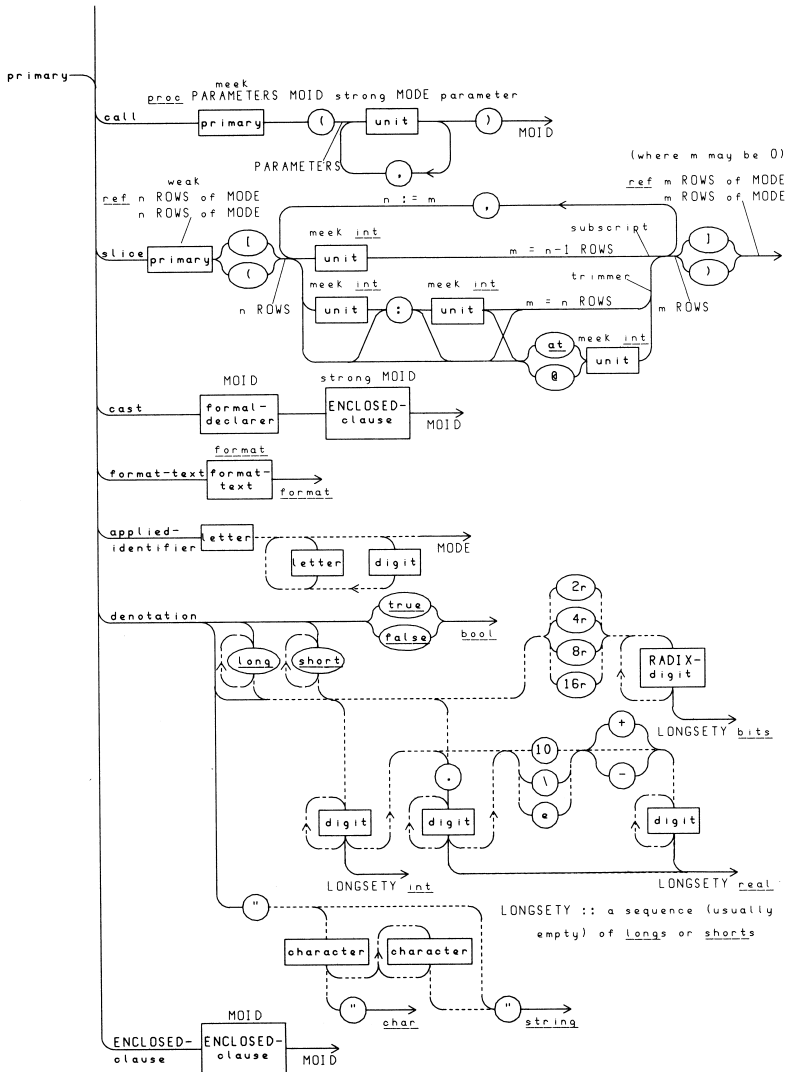 primary
meek
proc PARAMETERS MOID strong MODE parameter
call
primary
(
unit
)
MOID
PARAMETERS
,
(where m may be 0)
weak
ref n ROWS of MODE
n ROWS of MODE
n := m
,
ref m ROWS of MODE
m ROWS of MODE
slice
primary
[
(
meek int
unit
m = n-1 ROWS
subscript
]
)
n ROWS
meek int
unit
:
meek int
unit
m = n ROWS
trimmer
m ROWS
at
@
meek int
unit
MOID
strong MOID
cast
formal-
declarer
ENCLOSED-
clause
MOID
format
format-text
format-
text
format
applied-
identifier
letter
letter
digit
MODE
denotation
true
false
bool
long
short
2r
4r
8r
16r
RADIX-
digit
LONGSETY bits
10
\
e
+
-
.
digit
digit
digit
LONGSETY int
LONGSETY real
"
LONGSETY :: a sequence (usually
empty) of longs or shorts
character
character
"
char
"
string
MOID
ENCLOSED-
clause
ENCLOSED-
clause
MOID